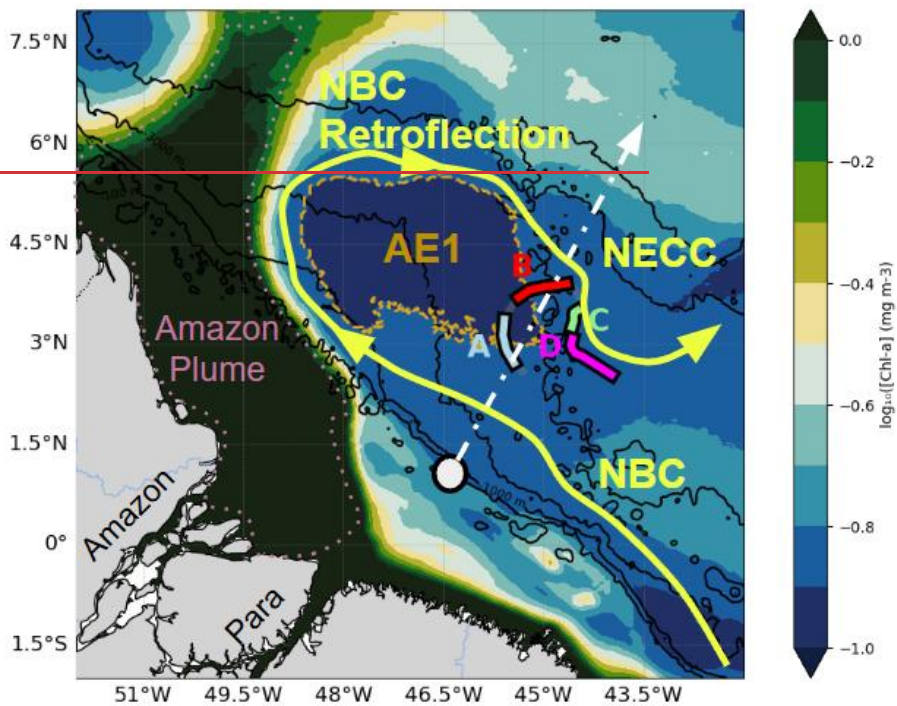 7.5°N
6°N
4.5°N
3°N
1.5°N
0°
1.5°S
51°W
49.5°W
48°W
46.5°W
45°W
43.5°W
NBC
Retroflection
AE1
NECC
B
A
D
C
Amazon
Plume
NBC
1000 m
Amazon
Para
0.0
−0.2
−0.4
−0.6
−0.8
−1.0
log₁₀([Chl-a] (mg m-3)